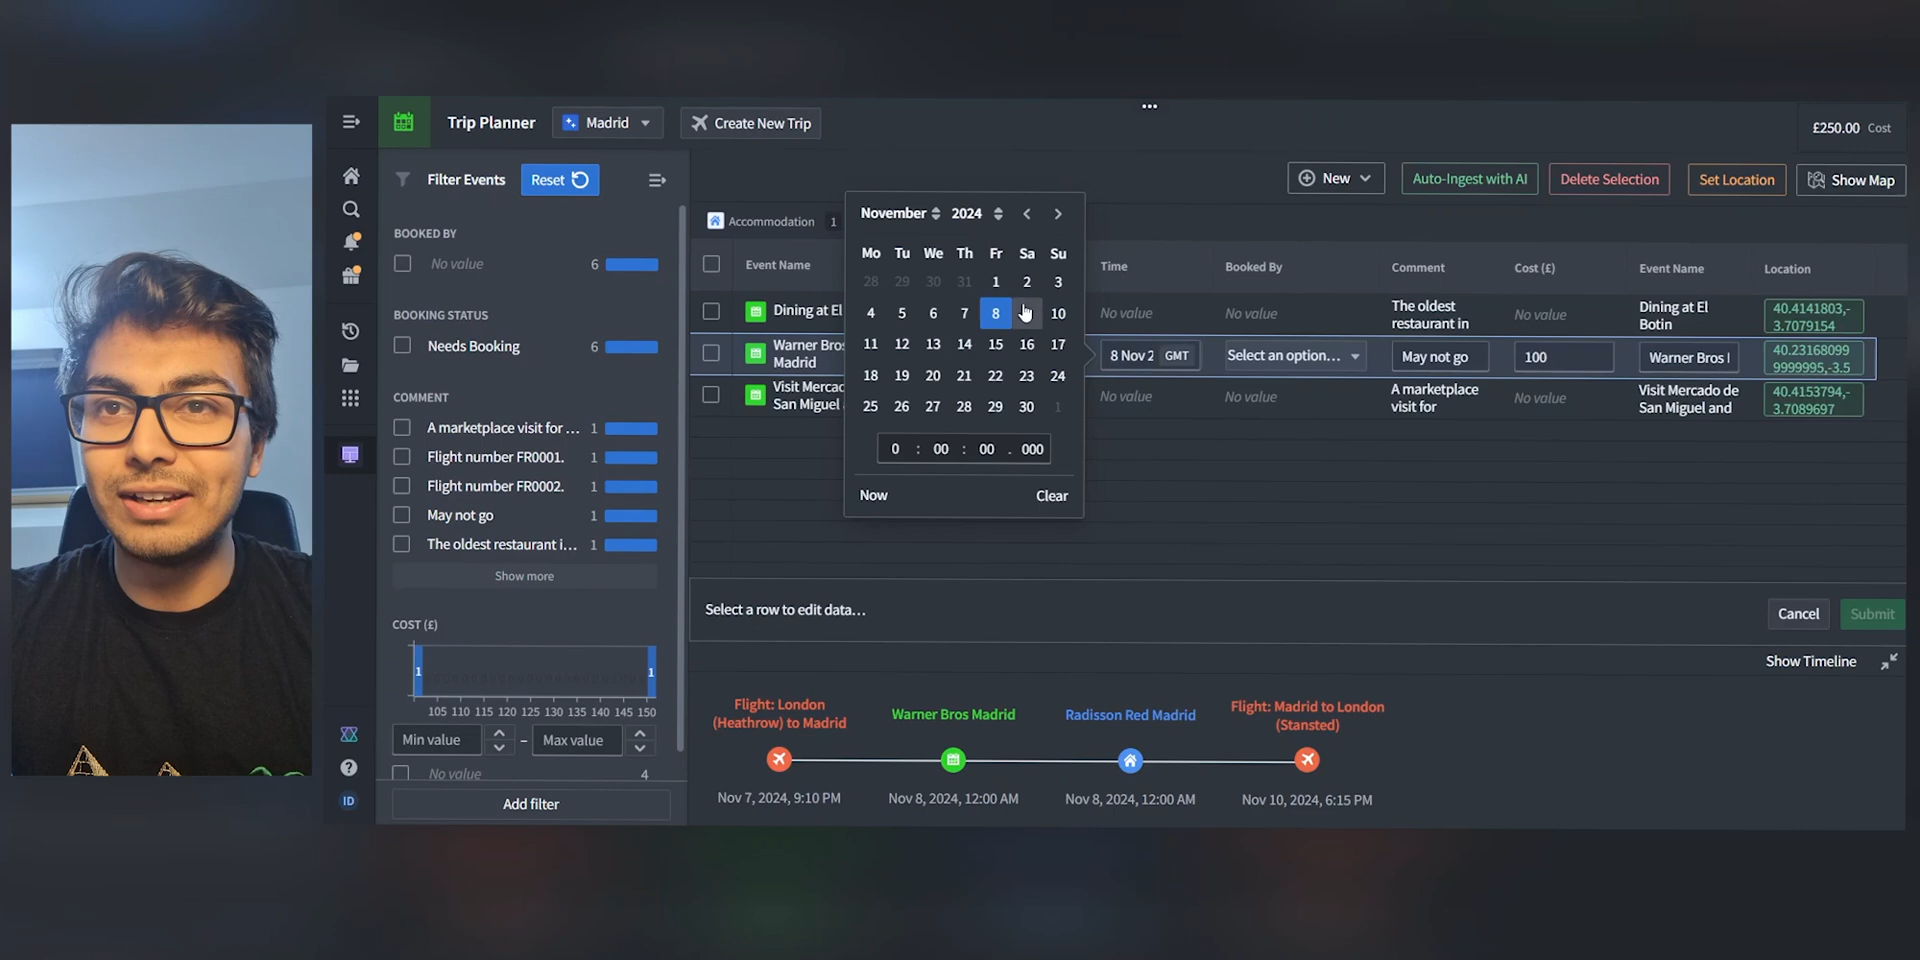 Trip Planner
Madrid
Create New Trip
£250.00 Cost
Filter Events
Reset
New
Auto-Ingest with AI
Delete Selection
Set Location
Show Map
BOOKED BY
No value 6
BOOKING STATUS
Needs Booking 6
COMMENT
A marketplace visit for ... 1
Flight number FR0001. 1
Flight number FR0002. 1
May not go 1
The oldest restaurant i... 1
Show more
COST (£)
1 1
105 110 115 120 125 130 135 140 145 150
Min value – Max value
No value 4
Add filter
Accommodation 1
Event Name
Time
Booked By
Comment
Cost (£)
Event Name
Location
Dining at El
No value
No value
The oldest
restaurant in
No value
Dining at El
Botin
40.4141803,-
3.7079154
Warner Bros
Madrid
8 Nov 2 GMT
Select an option...
May not go
100
Warner Bros
40.23168099
9999995,-3.5
Visit Mercad
San Miguel
No value
No value
A marketplace
visit for
No value
Visit Mercado de
San Miguel and
40.4153794,-
3.7089697
November 2024
Mo Tu We Th Fr Sa Su
28 29 30 31 1 2 3
4 5 6 7 8 10
11 12 13 14 15 16 17
18 19 20 21 22 23 24
25 26 27 28 29 30 1
0 : 00 : 00 . 000
Now Clear
Select a row to edit data...
Cancel
Submit
Show Timeline
Flight: London
(Heathrow) to Madrid
Nov 7, 2024, 9:10 PM
Warner Bros Madrid
Nov 8, 2024, 12:00 AM
Radisson Red Madrid
Nov 8, 2024, 12:00 AM
Flight: Madrid to London
(Stansted)
Nov 10, 2024, 6:15 PM
ID